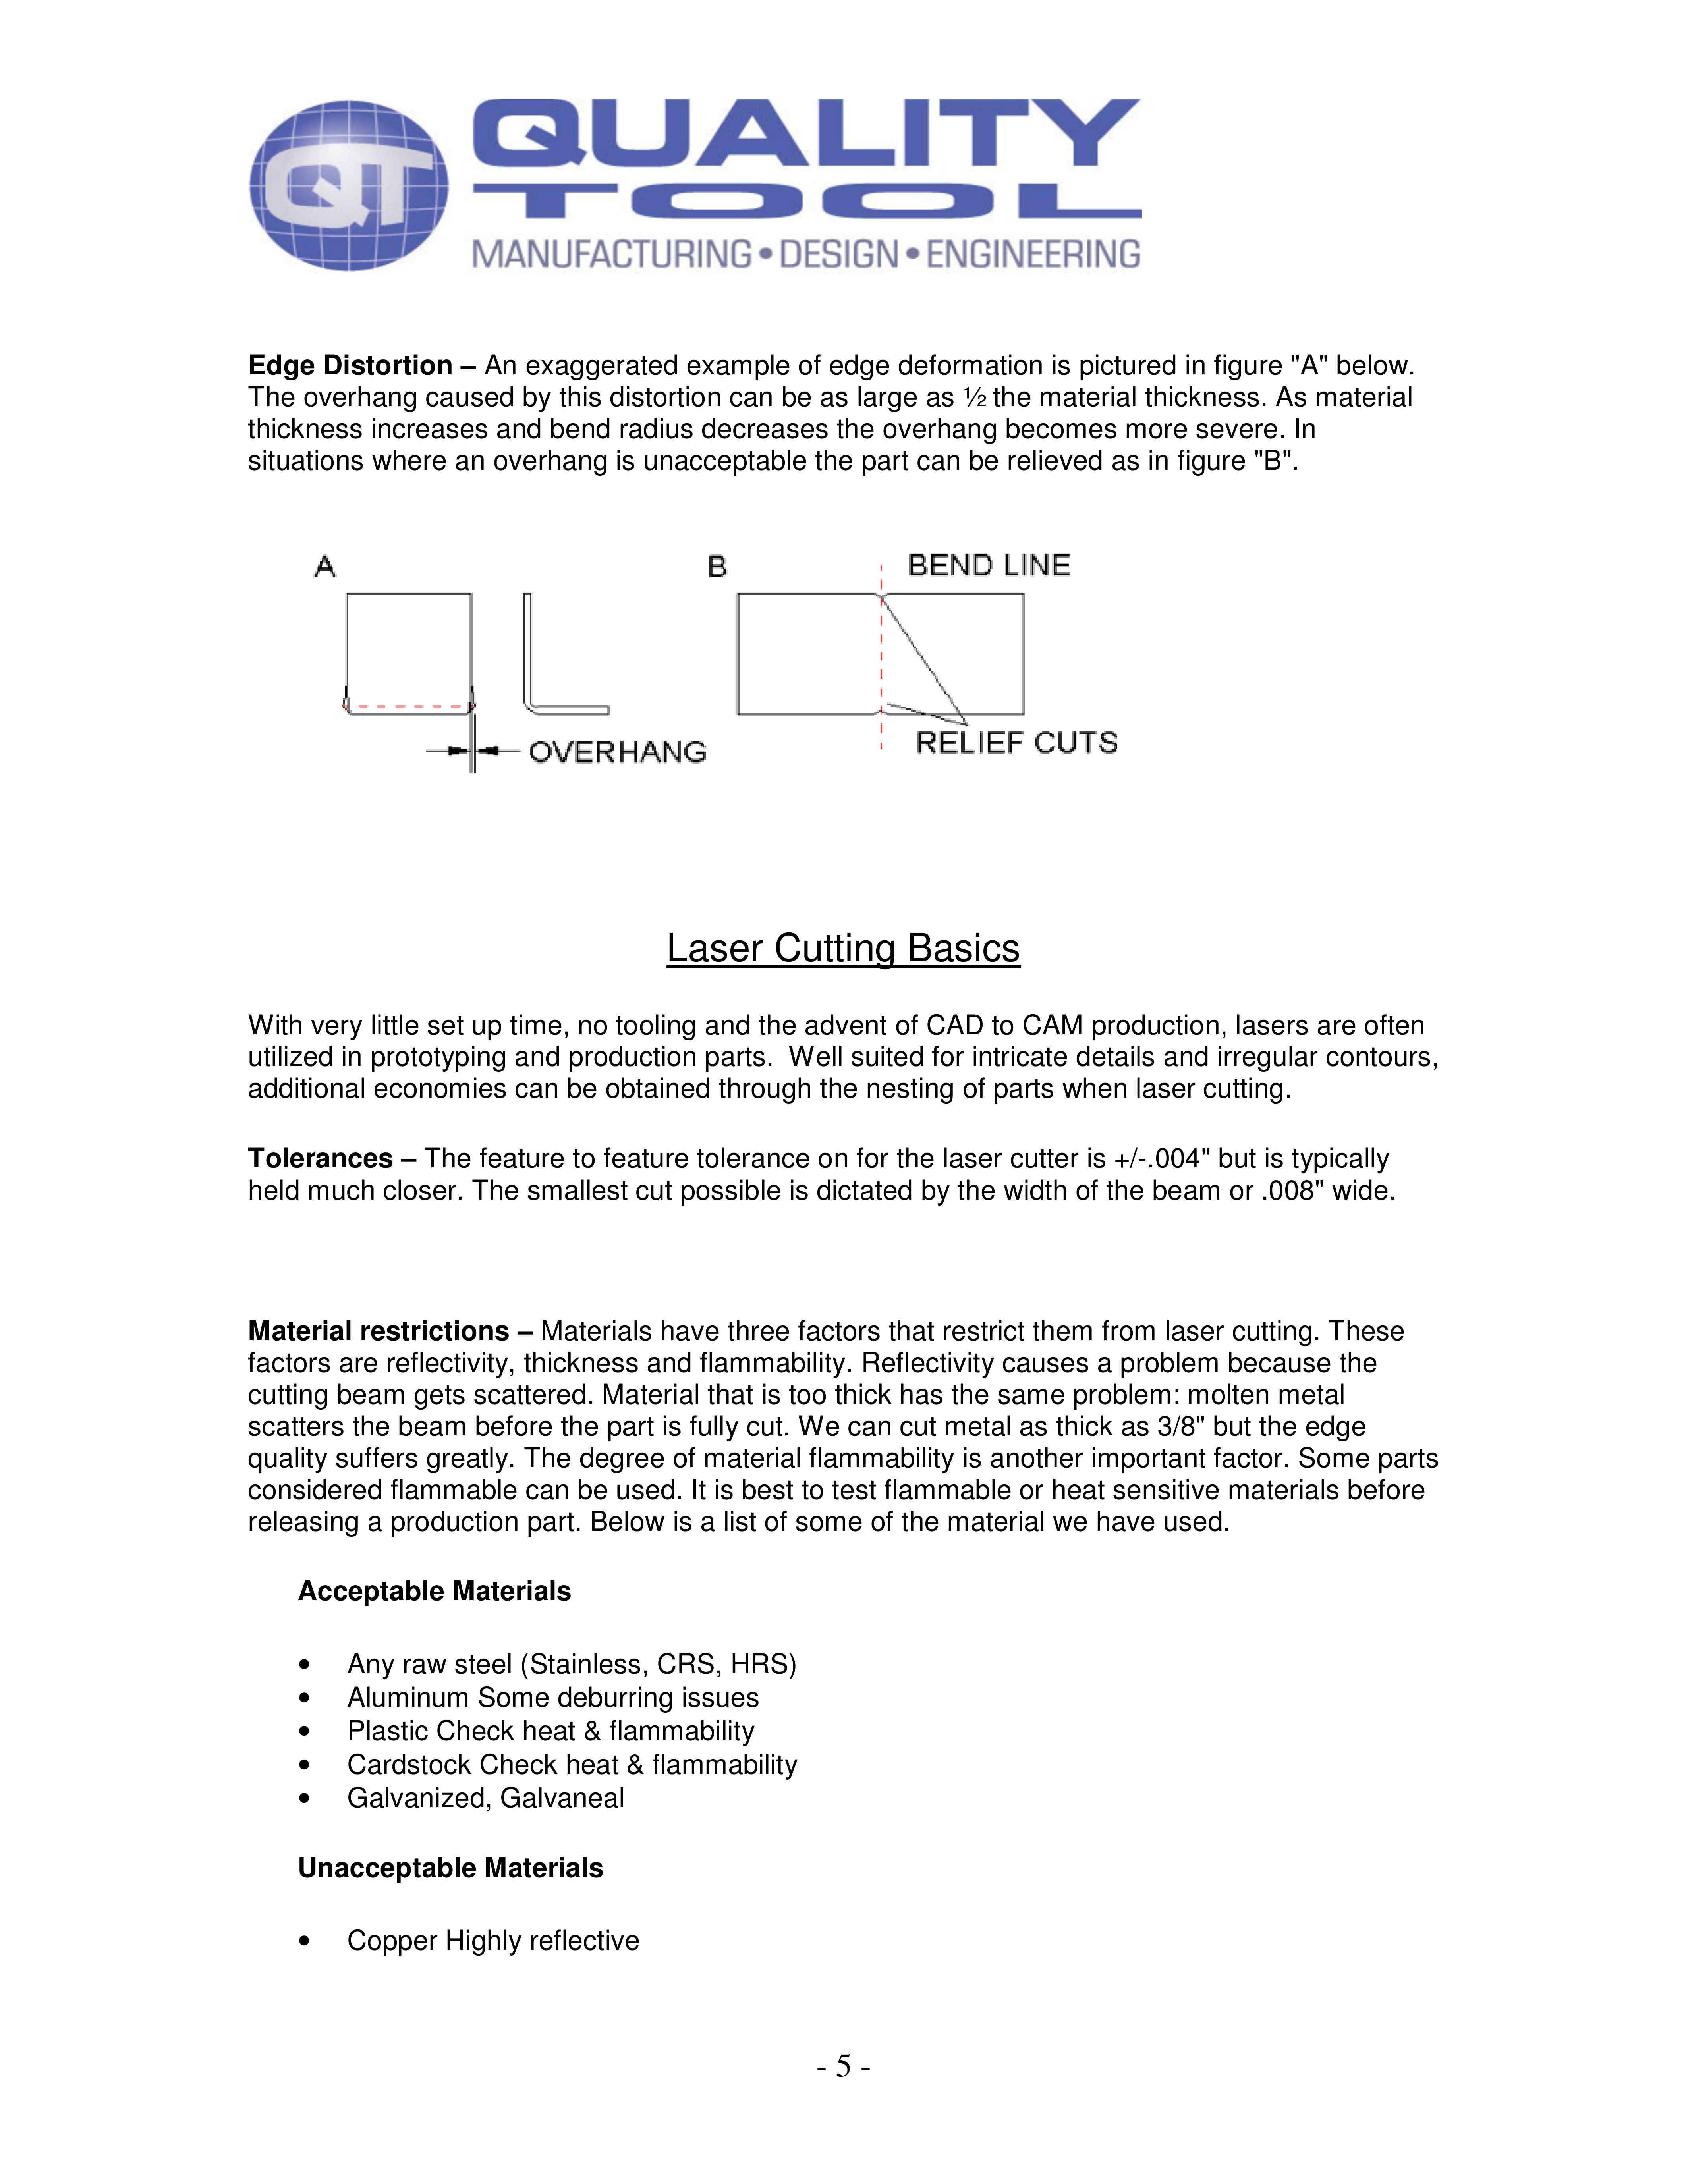 QT
QUALITY
TOOL
MANUFACTURING • DESIGN • ENGINEERING
Edge Distortion – An exaggerated example of edge deformation is pictured in figure "A" below.
The overhang caused by this distortion can be as large as ½ the material thickness. As material
thickness increases and bend radius decreases the overhang becomes more severe. In
situations where an overhang is unacceptable the part can be relieved as in figure "B".
A
B
BEND LINE
OVERHANG
RELIEF CUTS
Laser Cutting Basics
With very little set up time, no tooling and the advent of CAD to CAM production, lasers are often
utilized in prototyping and production parts.  Well suited for intricate details and irregular contours,
additional economies can be obtained through the nesting of parts when laser cutting.
Tolerances – The feature to feature tolerance on for the laser cutter is +/-.004" but is typically
held much closer. The smallest cut possible is dictated by the width of the beam or .008" wide.
Material restrictions – Materials have three factors that restrict them from laser cutting. These
factors are reflectivity, thickness and flammability. Reflectivity causes a problem because the
cutting beam gets scattered. Material that is too thick has the same problem: molten metal
scatters the beam before the part is fully cut. We can cut metal as thick as 3/8" but the edge
quality suffers greatly. The degree of material flammability is another important factor. Some parts
considered flammable can be used. It is best to test flammable or heat sensitive materials before
releasing a production part. Below is a list of some of the material we have used.
Acceptable Materials
• Any raw steel (Stainless, CRS, HRS)
• Aluminum Some deburring issues
• Plastic Check heat & flammability
• Cardstock Check heat & flammability
• Galvanized, Galvaneal
Unacceptable Materials
• Copper Highly reflective
- 5 -